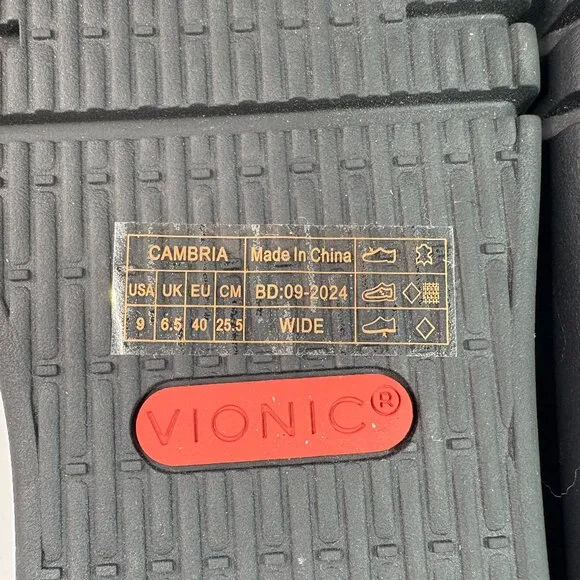 CAMBRIA Made In China
USA UK EU CM BD:09-2024
9 6.5 40 25.5 WIDE
VIONIC®